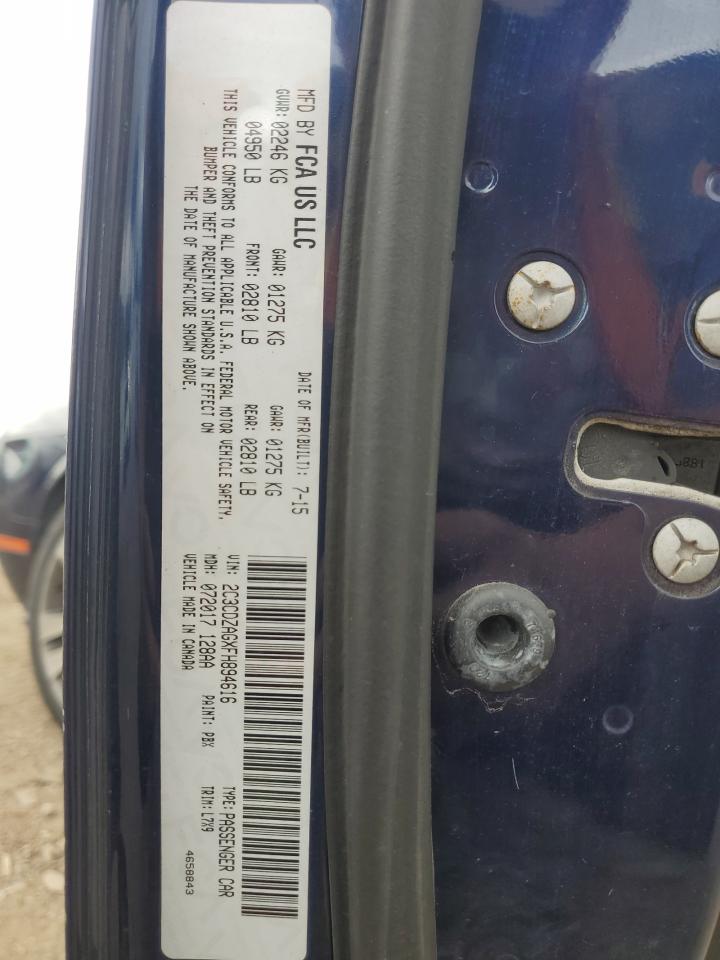 MFD BY FCA US LLC
DATE OF MFR(BUILT): 7-15
GVWR: 02246 KG GAWR: 01275 KG GAWR: 01275 KG
04950 LB FRONT: 02810 LB REAR: 02810 LB
THIS VEHICLE CONFORMS TO ALL APPLICABLE U.S.A. FEDERAL MOTOR VEHICLE SAFETY,
BUMPER AND THEFT PREVENTION STANDARDS IN EFFECT ON
THE DATE OF MANUFACTURE SHOWN ABOVE.
VIN: 2C3CDZAGXFH894616 TYPE: PASSENGER CAR
MDH: 072017 128AA PAINT: PBX TRIM: L7X9
VEHICLE MADE IN CANADA
4658843